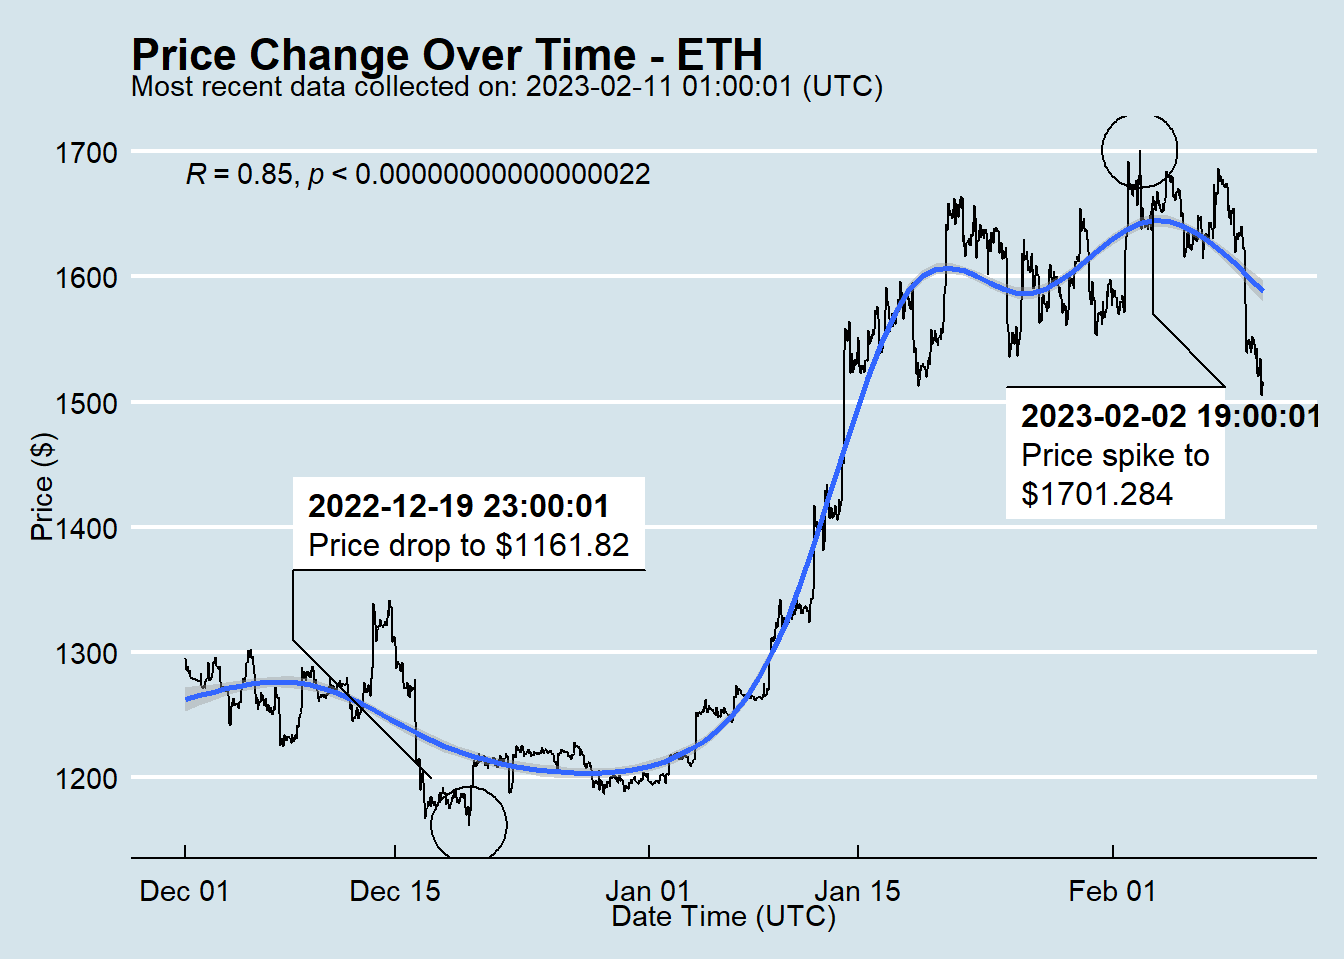 Price Change Over Time - ETH
Most recent data collected on: 2023-02-11 01:00:01 (UTC)
R = 0.85, p < 0.00000000000000022
1700
1600
1500
1400
1300
1200
Price ($)
2023-02-02 19:00:01
Price spike to
$1701.284
2022-12-19 23:00:01
Price drop to $1161.82
Dec 01
Dec 15
Jan 01
Jan 15
Feb 01
Date Time (UTC)